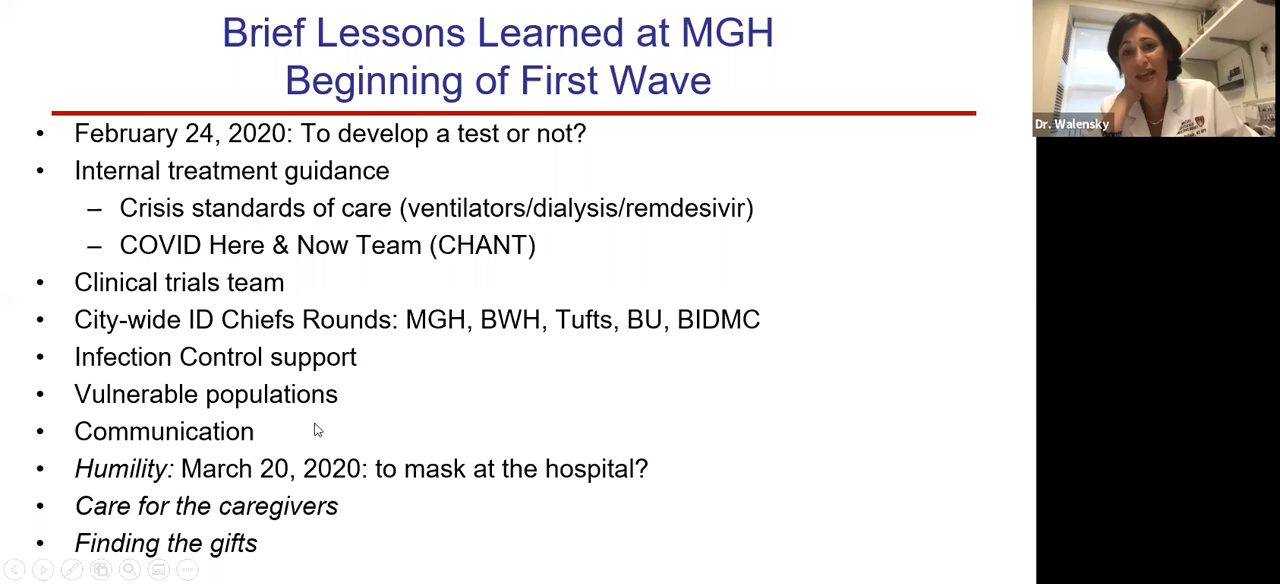 Brief Lessons Learned at MGH
Beginning of First Wave
• February 24, 2020: To develop a test or not?
• Internal treatment guidance
– Crisis standards of care (ventilators/dialysis/remdesivir)
– COVID Here & Now Team (CHANT)
• Clinical trials team
• City-wide ID Chiefs Rounds: MGH, BWH, Tufts, BU, BIDMC
• Infection Control support
• Vulnerable populations
• Communication
• Humility: March 20, 2020: to mask at the hospital?
• Care for the caregivers
• Finding the gifts
Dr. Walensky